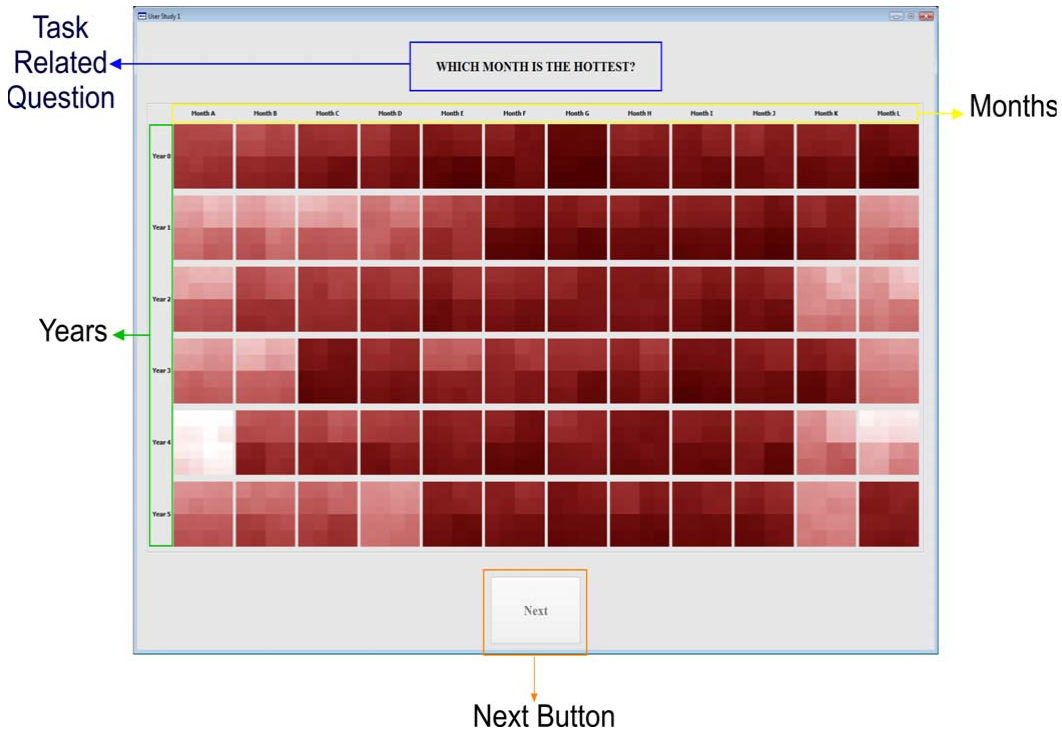 User Study 1
Task
Related
Question
WHICH MONTH IS THE HOTTEST?
Months
Month A Month B Month C Month D Month E Month F Month G Month H Month I Month J Month K Month L
Year 0
Year 1
Year 2
Years
Year 3
Year 4
Year 5
Next
Next Button